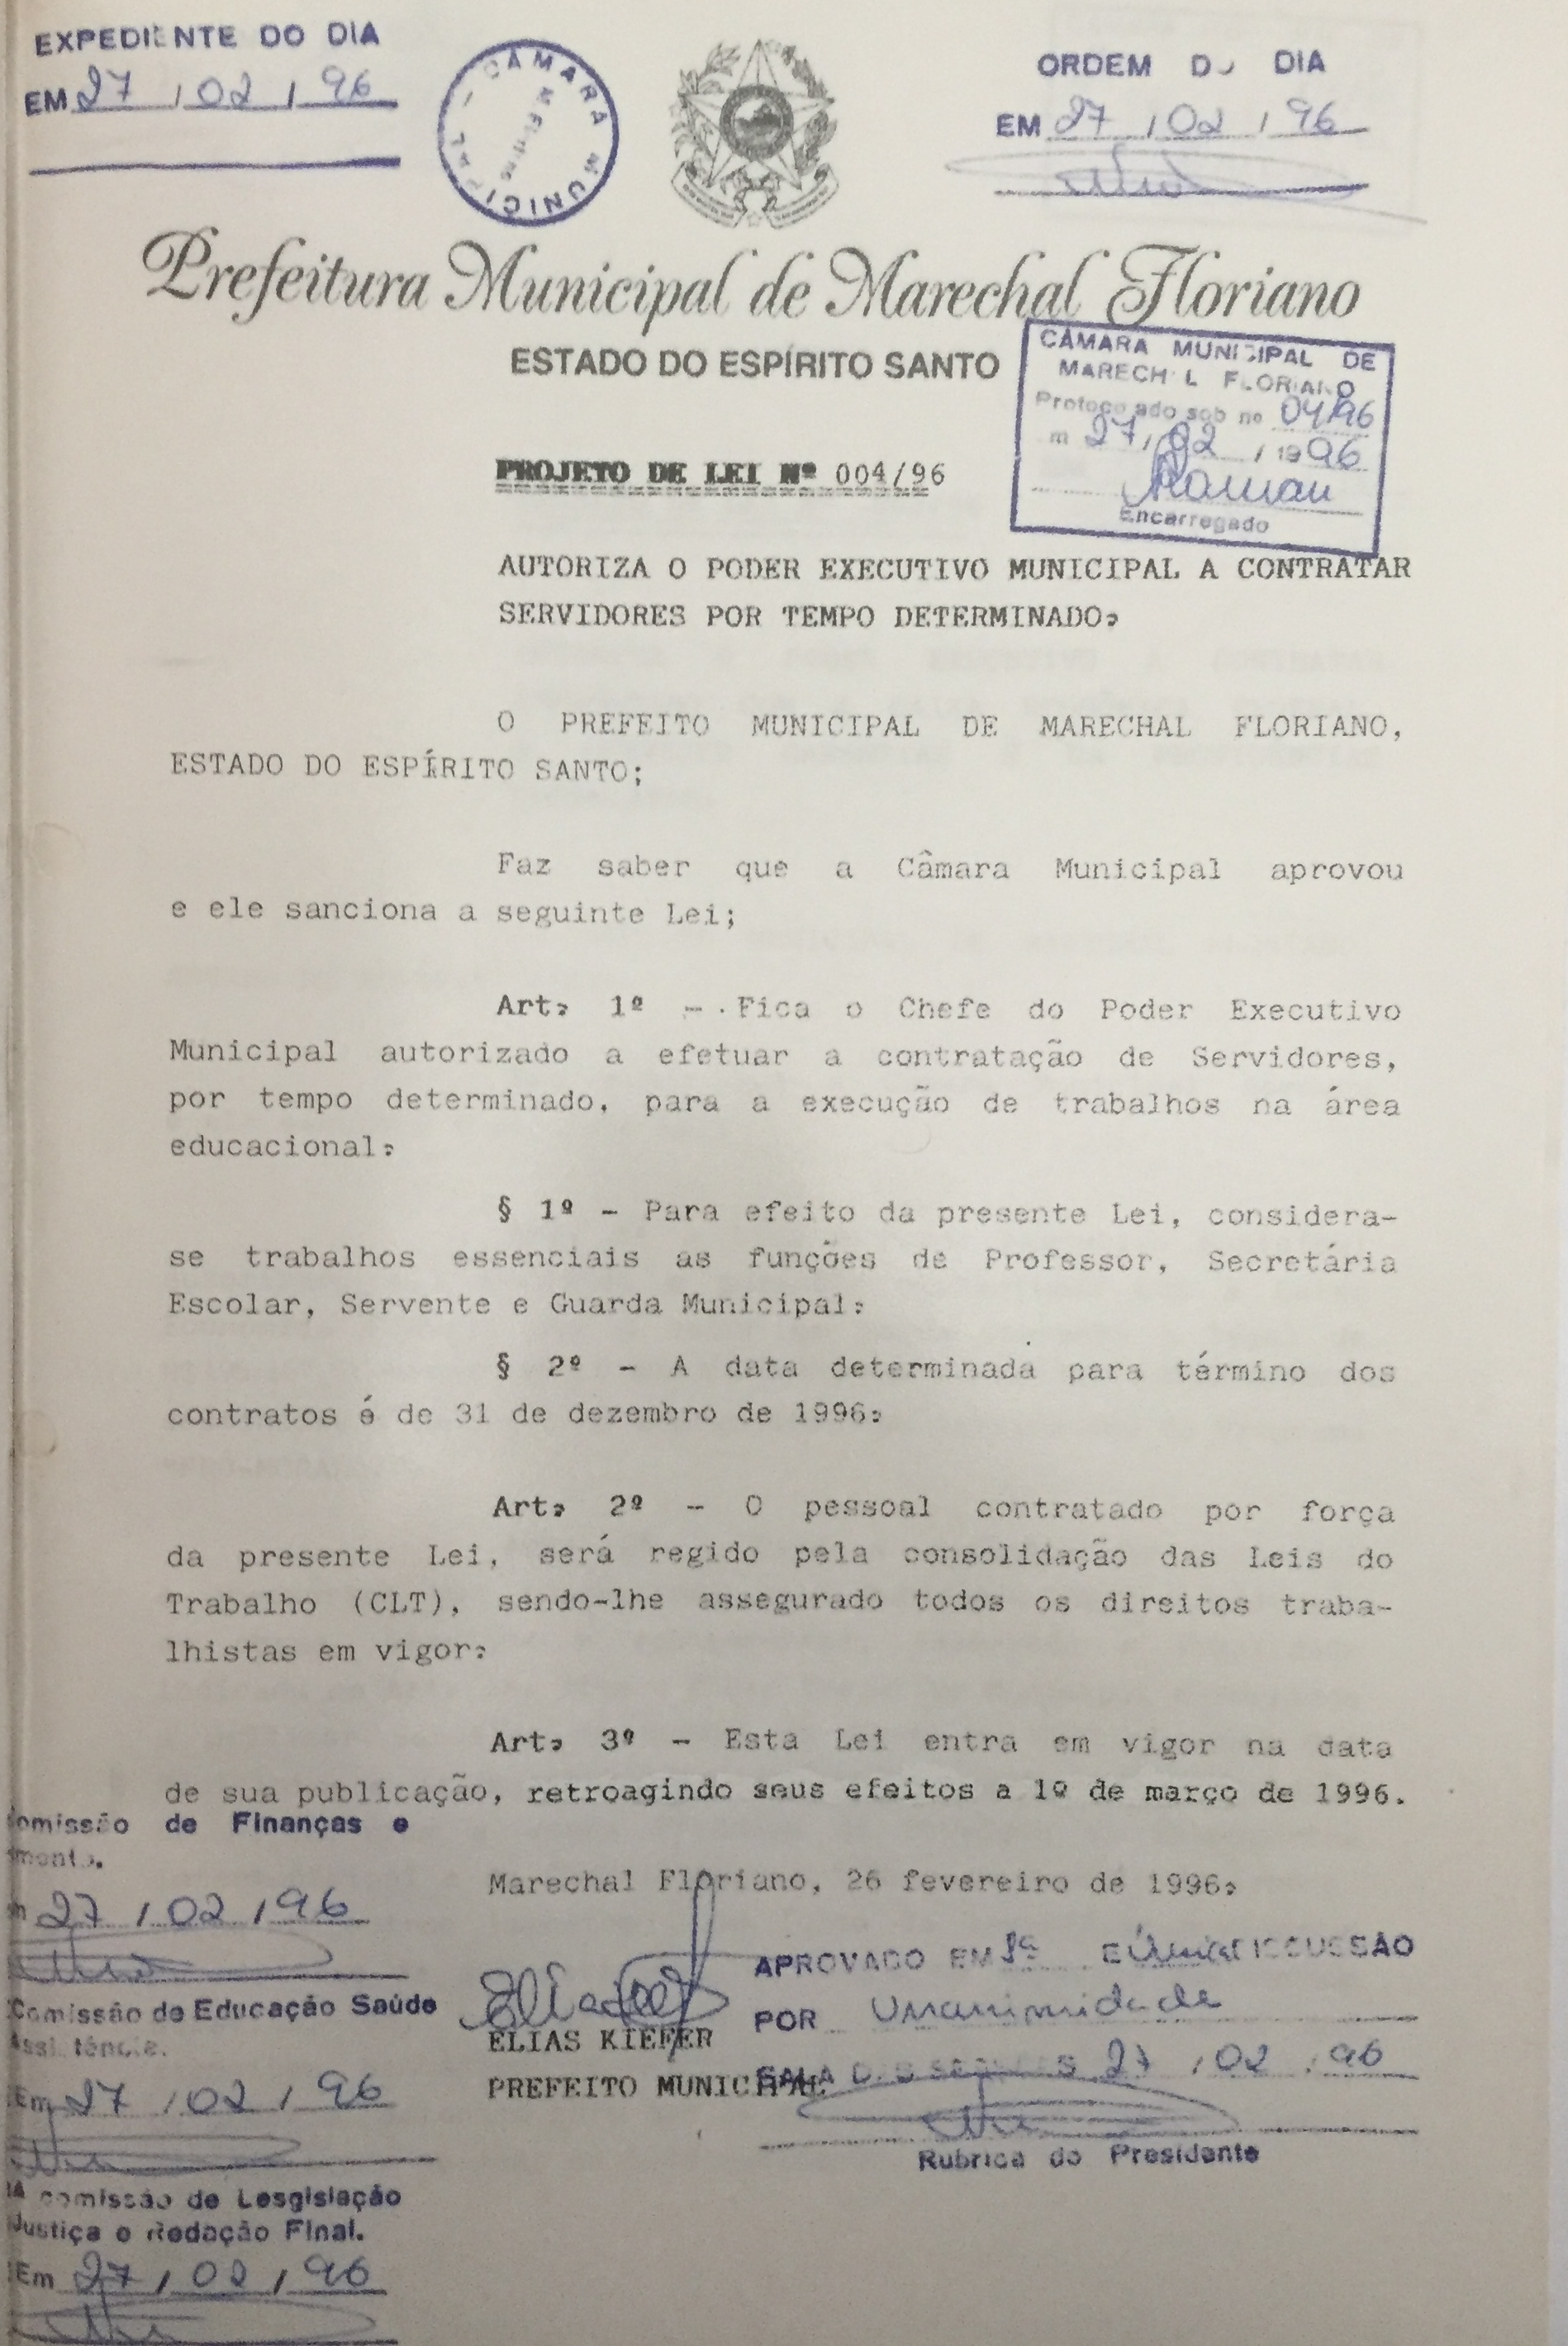 EXPEDIENTE DO DIA
EM 27 / 02 / 96
CÂMARA MUNICIPAL
ORDEM DO DIA
EM 27 / 02 / 96
Prefeitura Municipal de Marechal Floriano
ESTADO DO ESPÍRITO SANTO
CÂMARA MUNICIPAL DE
MARECHAL FLORIANO
Protocolado sob nº 04/96
em 27 / 02 / 1996
Encarregado
PROJETO DE LEI Nº 004/96
AUTORIZA O PODER EXECUTIVO MUNICIPAL A CONTRATAR
SERVIDORES POR TEMPO DETERMINADO.
O PREFEITO MUNICIPAL DE MARECHAL FLORIANO,
ESTADO DO ESPÍRITO SANTO;
Faz saber que a Câmara Municipal aprovou
e ele sanciona a seguinte Lei;
Art. 1º - Fica o Chefe do Poder Executivo
Municipal autorizado a efetuar a contratação de Servidores,
por tempo determinado, para a execução de trabalhos na área
educacional.
§ 1º - Para efeito da presente Lei, considera-
se trabalhos essenciais as funções de Professor, Secretária
Escolar, Servente e Guarda Municipal.
§ 2º - A data determinada para término dos
contratos é de 31 de dezembro de 1996.
Art. 2º - O pessoal contratado por força
da presente Lei, será regido pela consolidação das Leis do
Trabalho (CLT), sendo-lhe assegurado todos os direitos traba-
lhistas em vigor.
Art. 3º - Esta Lei entra em vigor na data
de sua publicação, retroagindo seus efeitos a 1º de março de 1996.
Marechal Floriano, 26 fevereiro de 1996.
ELIAS KIEFER
PREFEITO MUNICIPAL
omissão de Finanças e
mento.
27 / 02 / 96
Comissão de Educação Saúde
Assistência.
Em 27 / 02 / 96
A comissão de Lesgislação
Justiça e Redação Final.
Em 27 / 02 / 96
APROVADO EM 1ª E Única DISCUSSÃO
POR Unanimidade
SALA DAS SESSÕES 27 / 02 / 96
Rubrica do Presidente